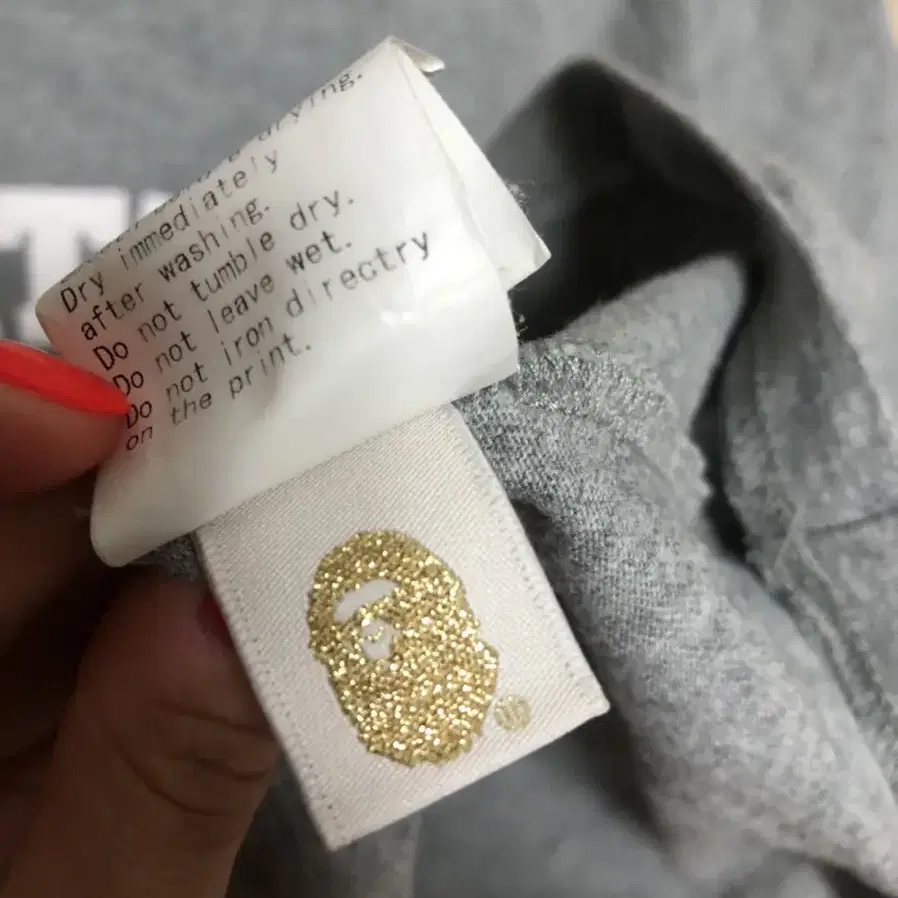 drying.
Dry immediately
after washing.
Do not tumble dry.
Do not leave wet.
Do not iron directry
on the print.